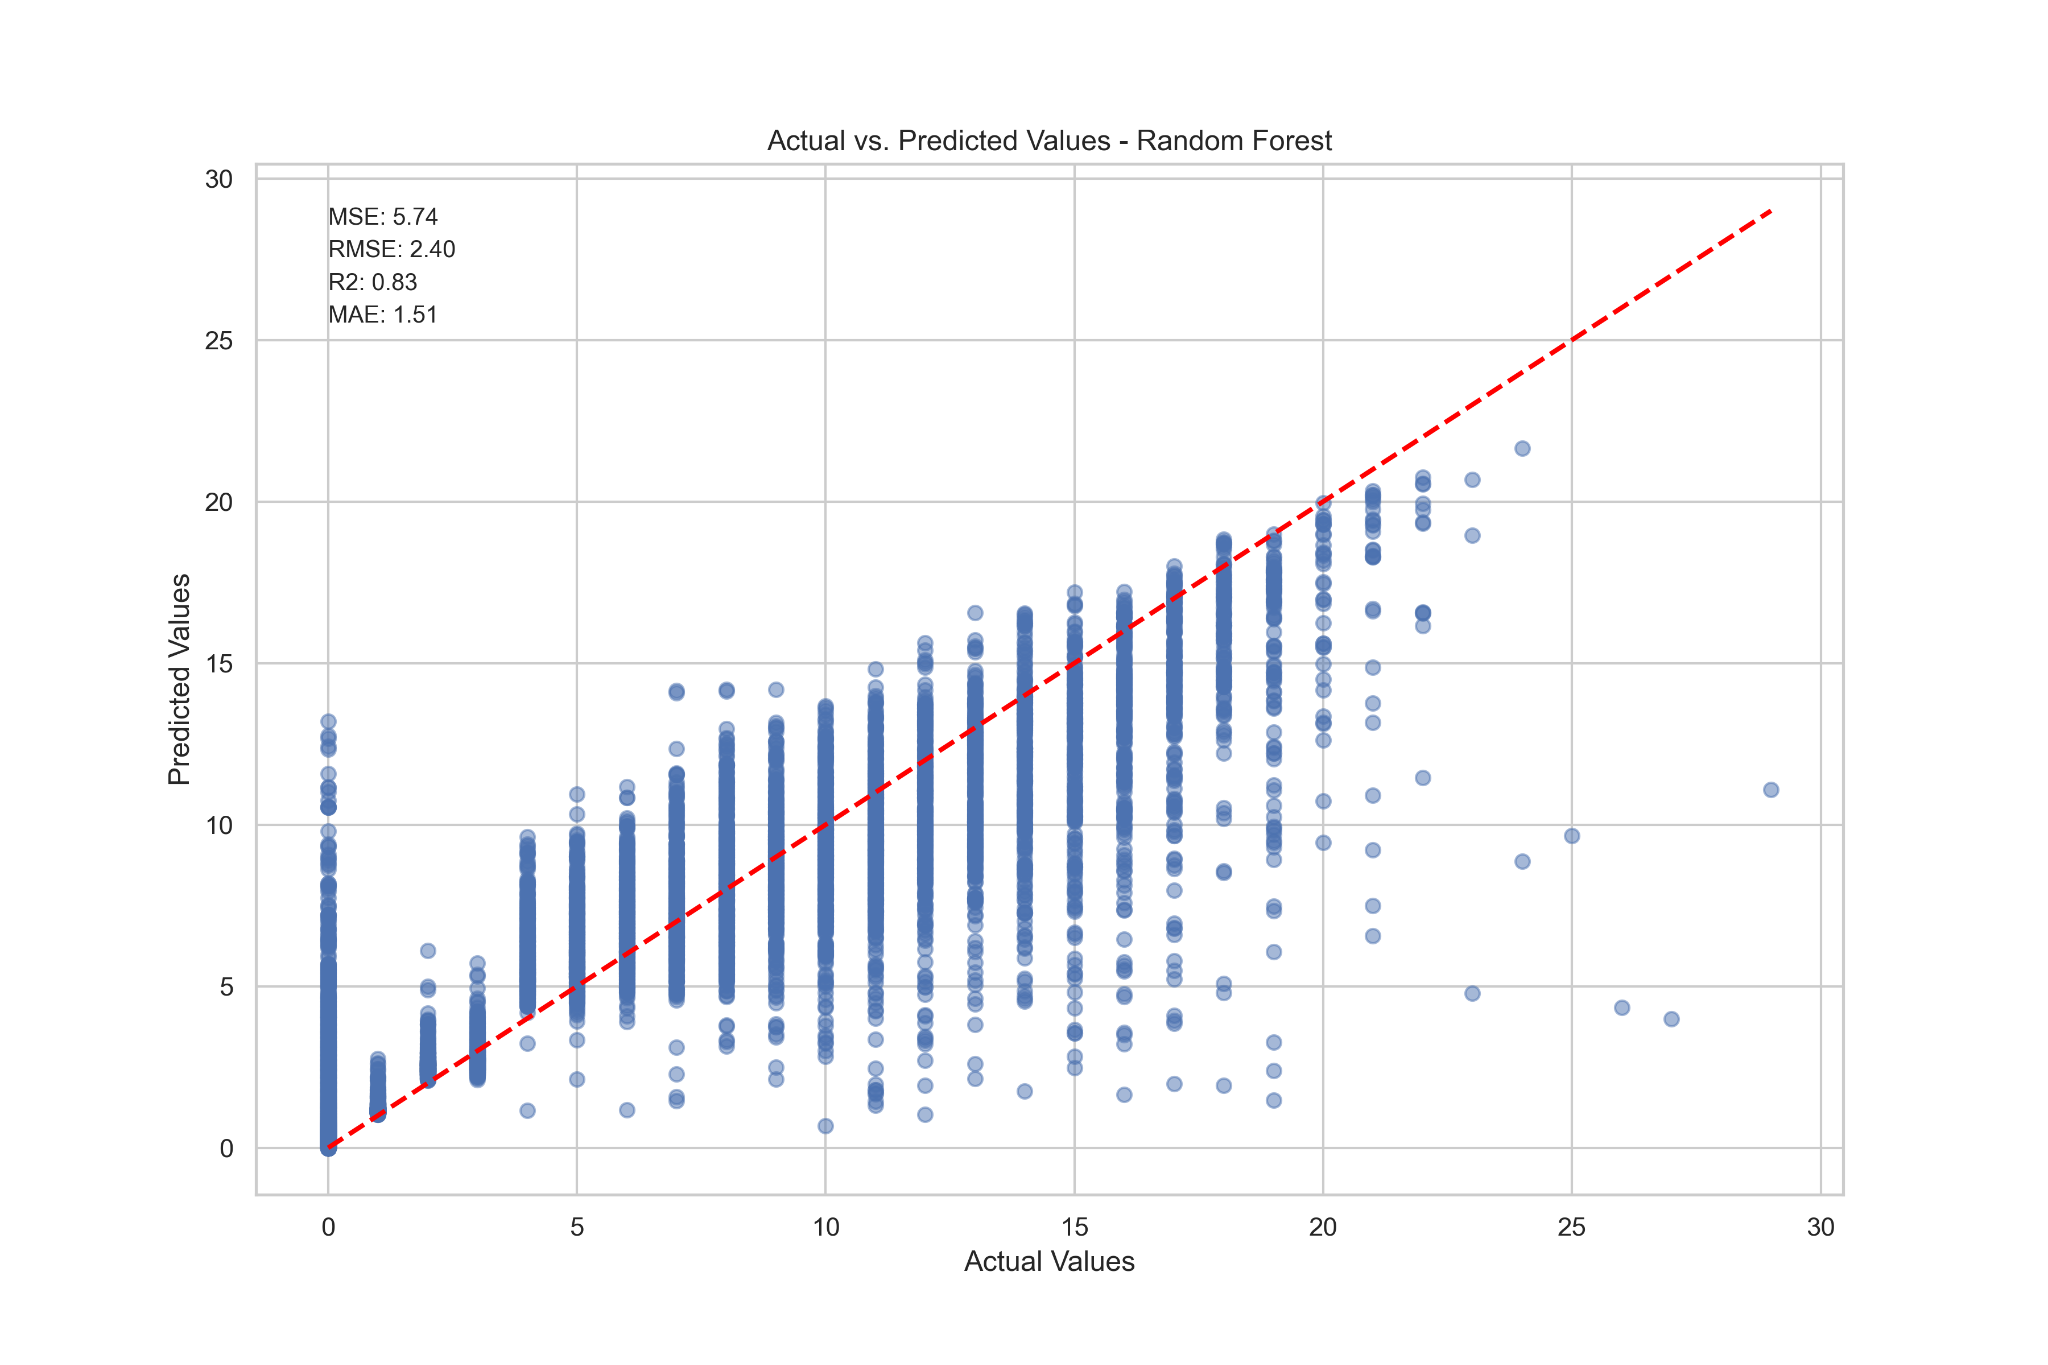 Actual vs. Predicted Values - Random Forest
30
MSE: 5.74
RMSE: 2.40
R2: 0.83
MAE: 1.51
25
20
15
10
5
0
Predicted Values
0 5 10 15 20 25 30
Actual Values